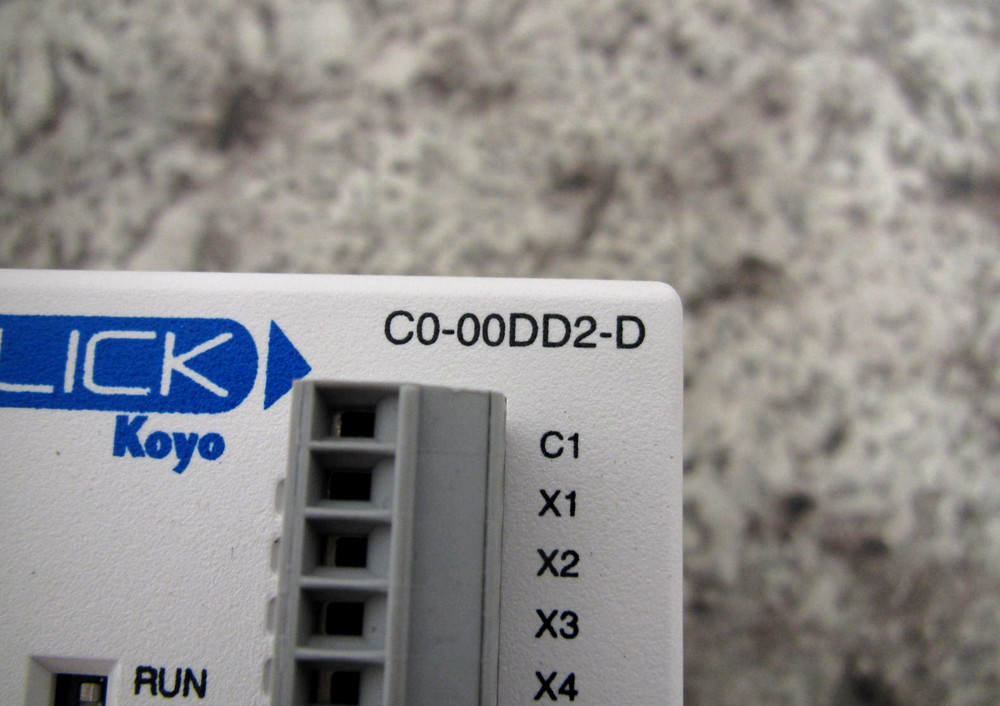 LICK
Koyo
C0-00DD2-D
C1
X1
X2
X3
X4
RUN